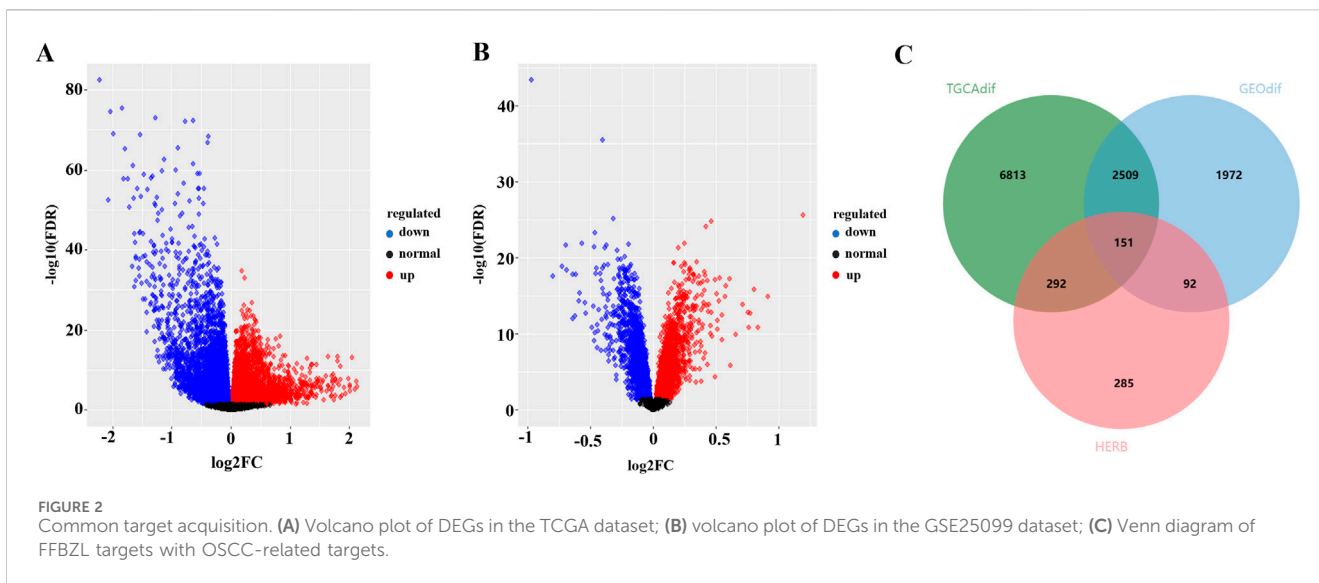 A
80
60
40
20
0
-2
-1
0
1
2
-log10(FDR)
log2FC
regulated
down
normal
up
B
40
30
20
10
0
-1
-0.5
0
0.5
1
-log10(FDR)
log2FC
regulated
down
normal
up
C
TGCAdif
GEOdif
6813
2509
1972
151
292
92
285
HERB
FIGURE 2
Common target acquisition. (A) Volcano plot of DEGs in the TCGA dataset; (B) volcano plot of DEGs in the GSE25099 dataset; (C) Venn diagram of
FFBZL targets with OSCC-related targets.